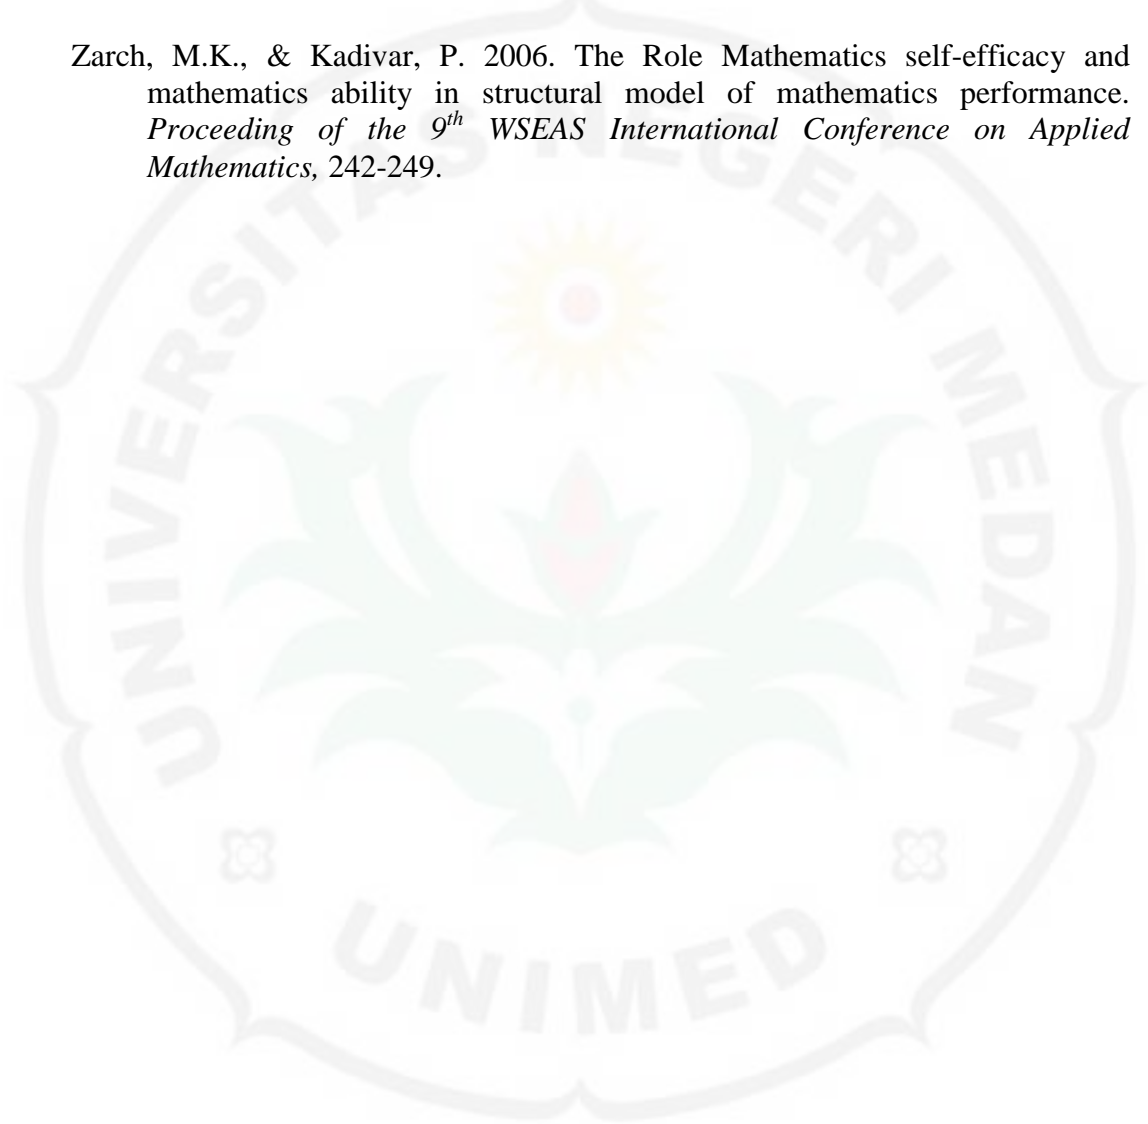 Zarch, M.K., & Kadivar, P. 2006. The Role Mathematics self-efficacy and
mathematics ability in structural model of mathematics performance.
Proceeding of the 9th WSEAS International Conference on Applied
Mathematics, 242-249.
UNIVERSITAS NEGERI MEDAN
UNIMED